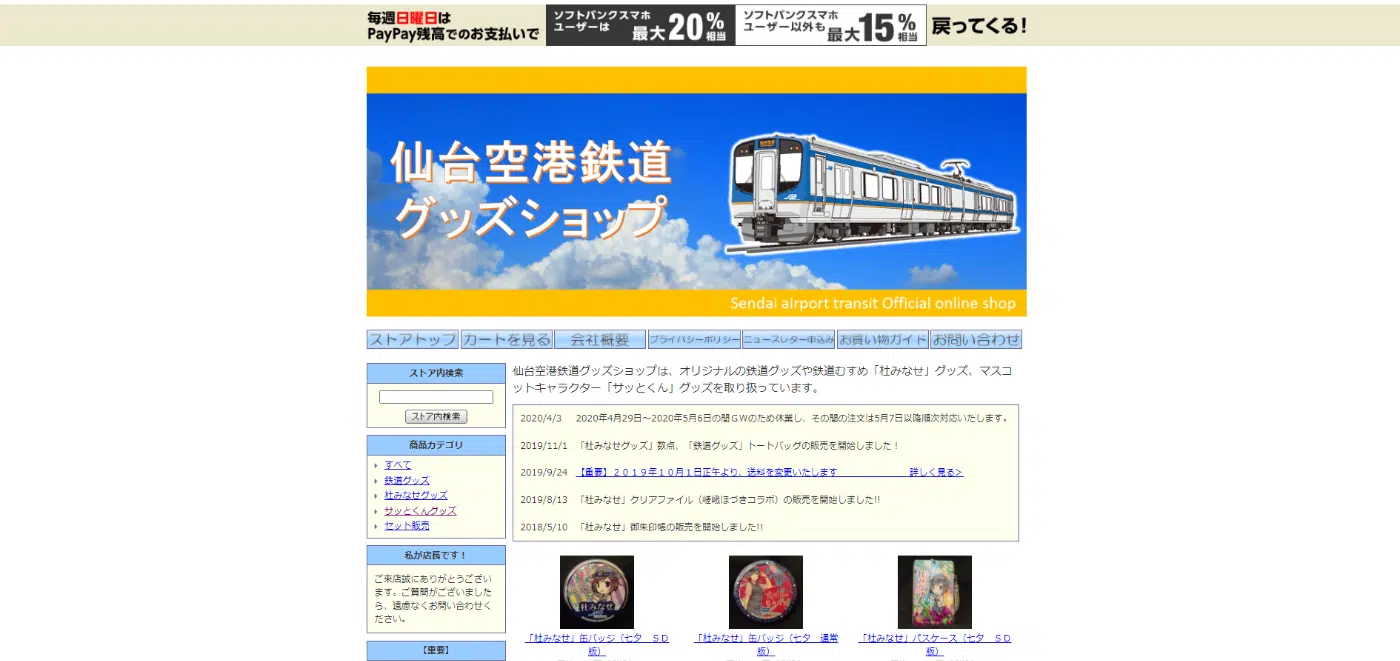 毎週日曜日は
PayPay残高でのお支払いで
ソフトバンクスマホ
ユーザーは
最大20%相当
ソフトバンクスマホ
ユーザー以外も
最大15%相当
戻ってくる!
仙台空港鉄道
グッズショップ
Sendai airport transit Official online shop
ストアトップ カートを見る 会社概要 プライバシーポリシー ニュースレター申込み お買い物ガイド お問い合わせ
ストア内検索
ストア内検索
商品カテゴリ
すべて
鉄道グッズ
杜みなせグッズ
サッとくんグッズ
セット販売
私が店長です!
ご来店誠にありがとうござい
ます。ご質問がございました
ら、遠慮なくお問い合わせく
ださい。
【重要】
仙台空港鉄道グッズショップは、オリジナルの鉄道グッズや鉄道むすめ「杜みなせ」グッズ、マスコ
ットキャラクター「サッとくん」グッズを取り扱っています。
2020/4/3 2020年4月29日～2020年5月6日の間GWのため休業し、その間の注文は5月7日以降順次対応いたします。
2019/11/1 「杜みなせグッズ」数点、「鉄道グッズ」トートバッグの販売を開始しました!
2019/9/24 【重要】２０１９年１０月１日正午より、送料を変更いたします 詳しく見る>
2019/8/13 「杜みなせ」クリアファイル（嵯峨ほづきコラボ）の販売を開始しました!!
2018/5/10 「杜みなせ」御朱印帳の販売を開始しました!!
杜みなせ
「杜みなせ」缶バッジ（七夕　ＳＤ
版）
「杜みなせ」缶バッジ（七夕　通常
版）
「杜みなせ」パスケース（七夕　ＳＤ
版）